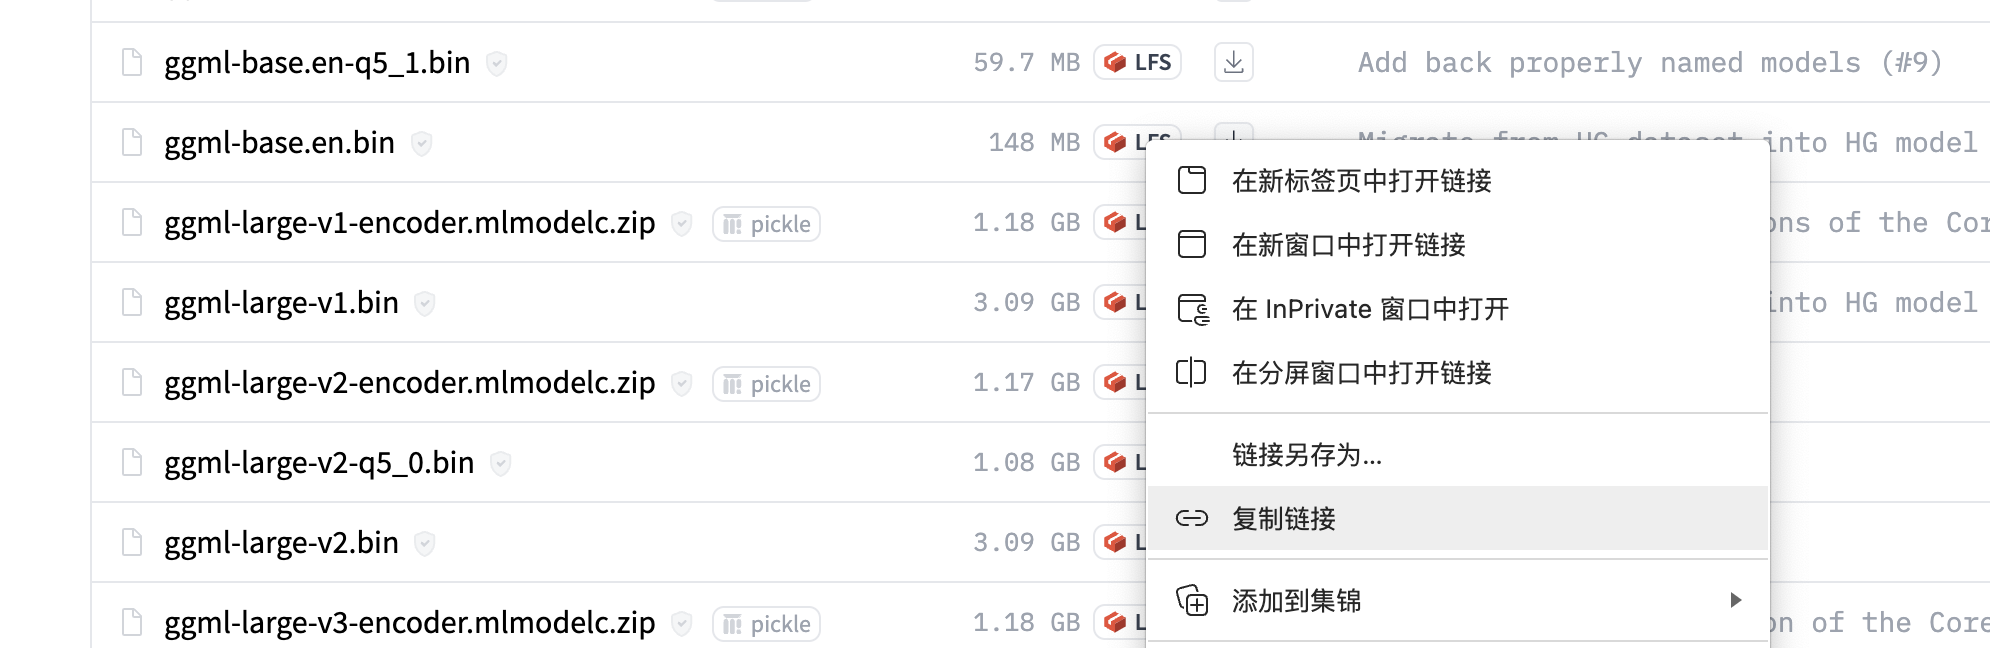 ggml-base.en-q5_1.bin 59.7 MB LFS Add back properly named models (#9)
ggml-base.en.bin 148 MB LFS Migrate from HG dataset into HG model
ggml-large-v1-encoder.mlmodelc.zip pickle 1.18 GB L ons of the Cor
ggml-large-v1.bin 3.09 GB L into HG model
ggml-large-v2-encoder.mlmodelc.zip pickle 1.17 GB L
ggml-large-v2-q5_0.bin 1.08 GB L
ggml-large-v2.bin 3.09 GB L
ggml-large-v3-encoder.mlmodelc.zip pickle 1.18 GB L on of the Core
在新标签页中打开链接
在新窗口中打开链接
在 InPrivate 窗口中打开
在分屏窗口中打开链接
链接另存为...
复制链接
添加到集锦